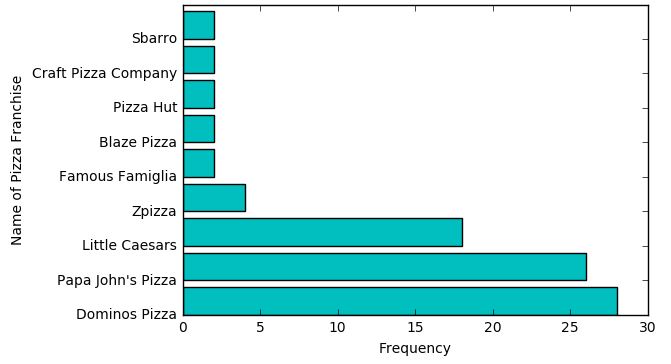 Sbarro
Craft Pizza Company
Pizza Hut
Blaze Pizza
Famous Famiglia
Zpizza
Little Caesars
Papa John's Pizza
Dominos Pizza
Name of Pizza Franchise
0 5 10 15 20 25 30
Frequency